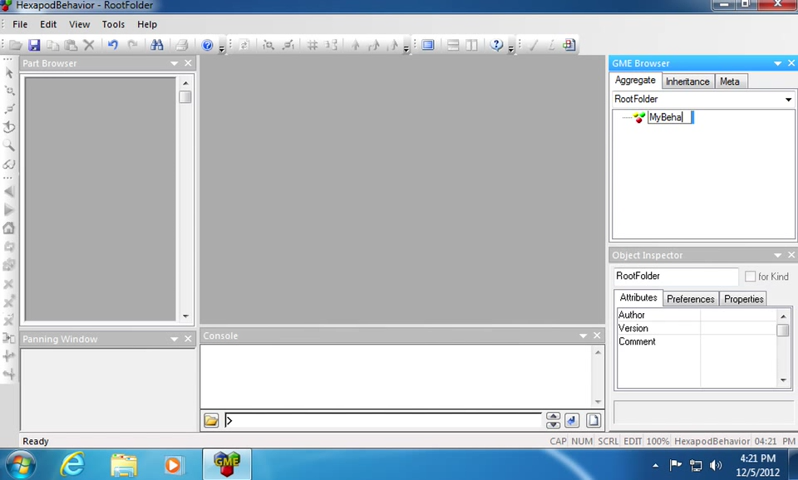 HexapodBehavior - RootFolder
File Edit View Tools Help
Part Browser
GME Browser
Aggregate Inheritance Meta
RootFolder
MyBeha
Object Inspector
RootFolder
for Kind
Attributes Preferences Properties
Author
Version
Comment
Panning Window
Console
>
Ready
CAP NUM SCRL EDIT 100% HexapodBehavior 04:21 PM
GME
4:21 PM
12/5/2012